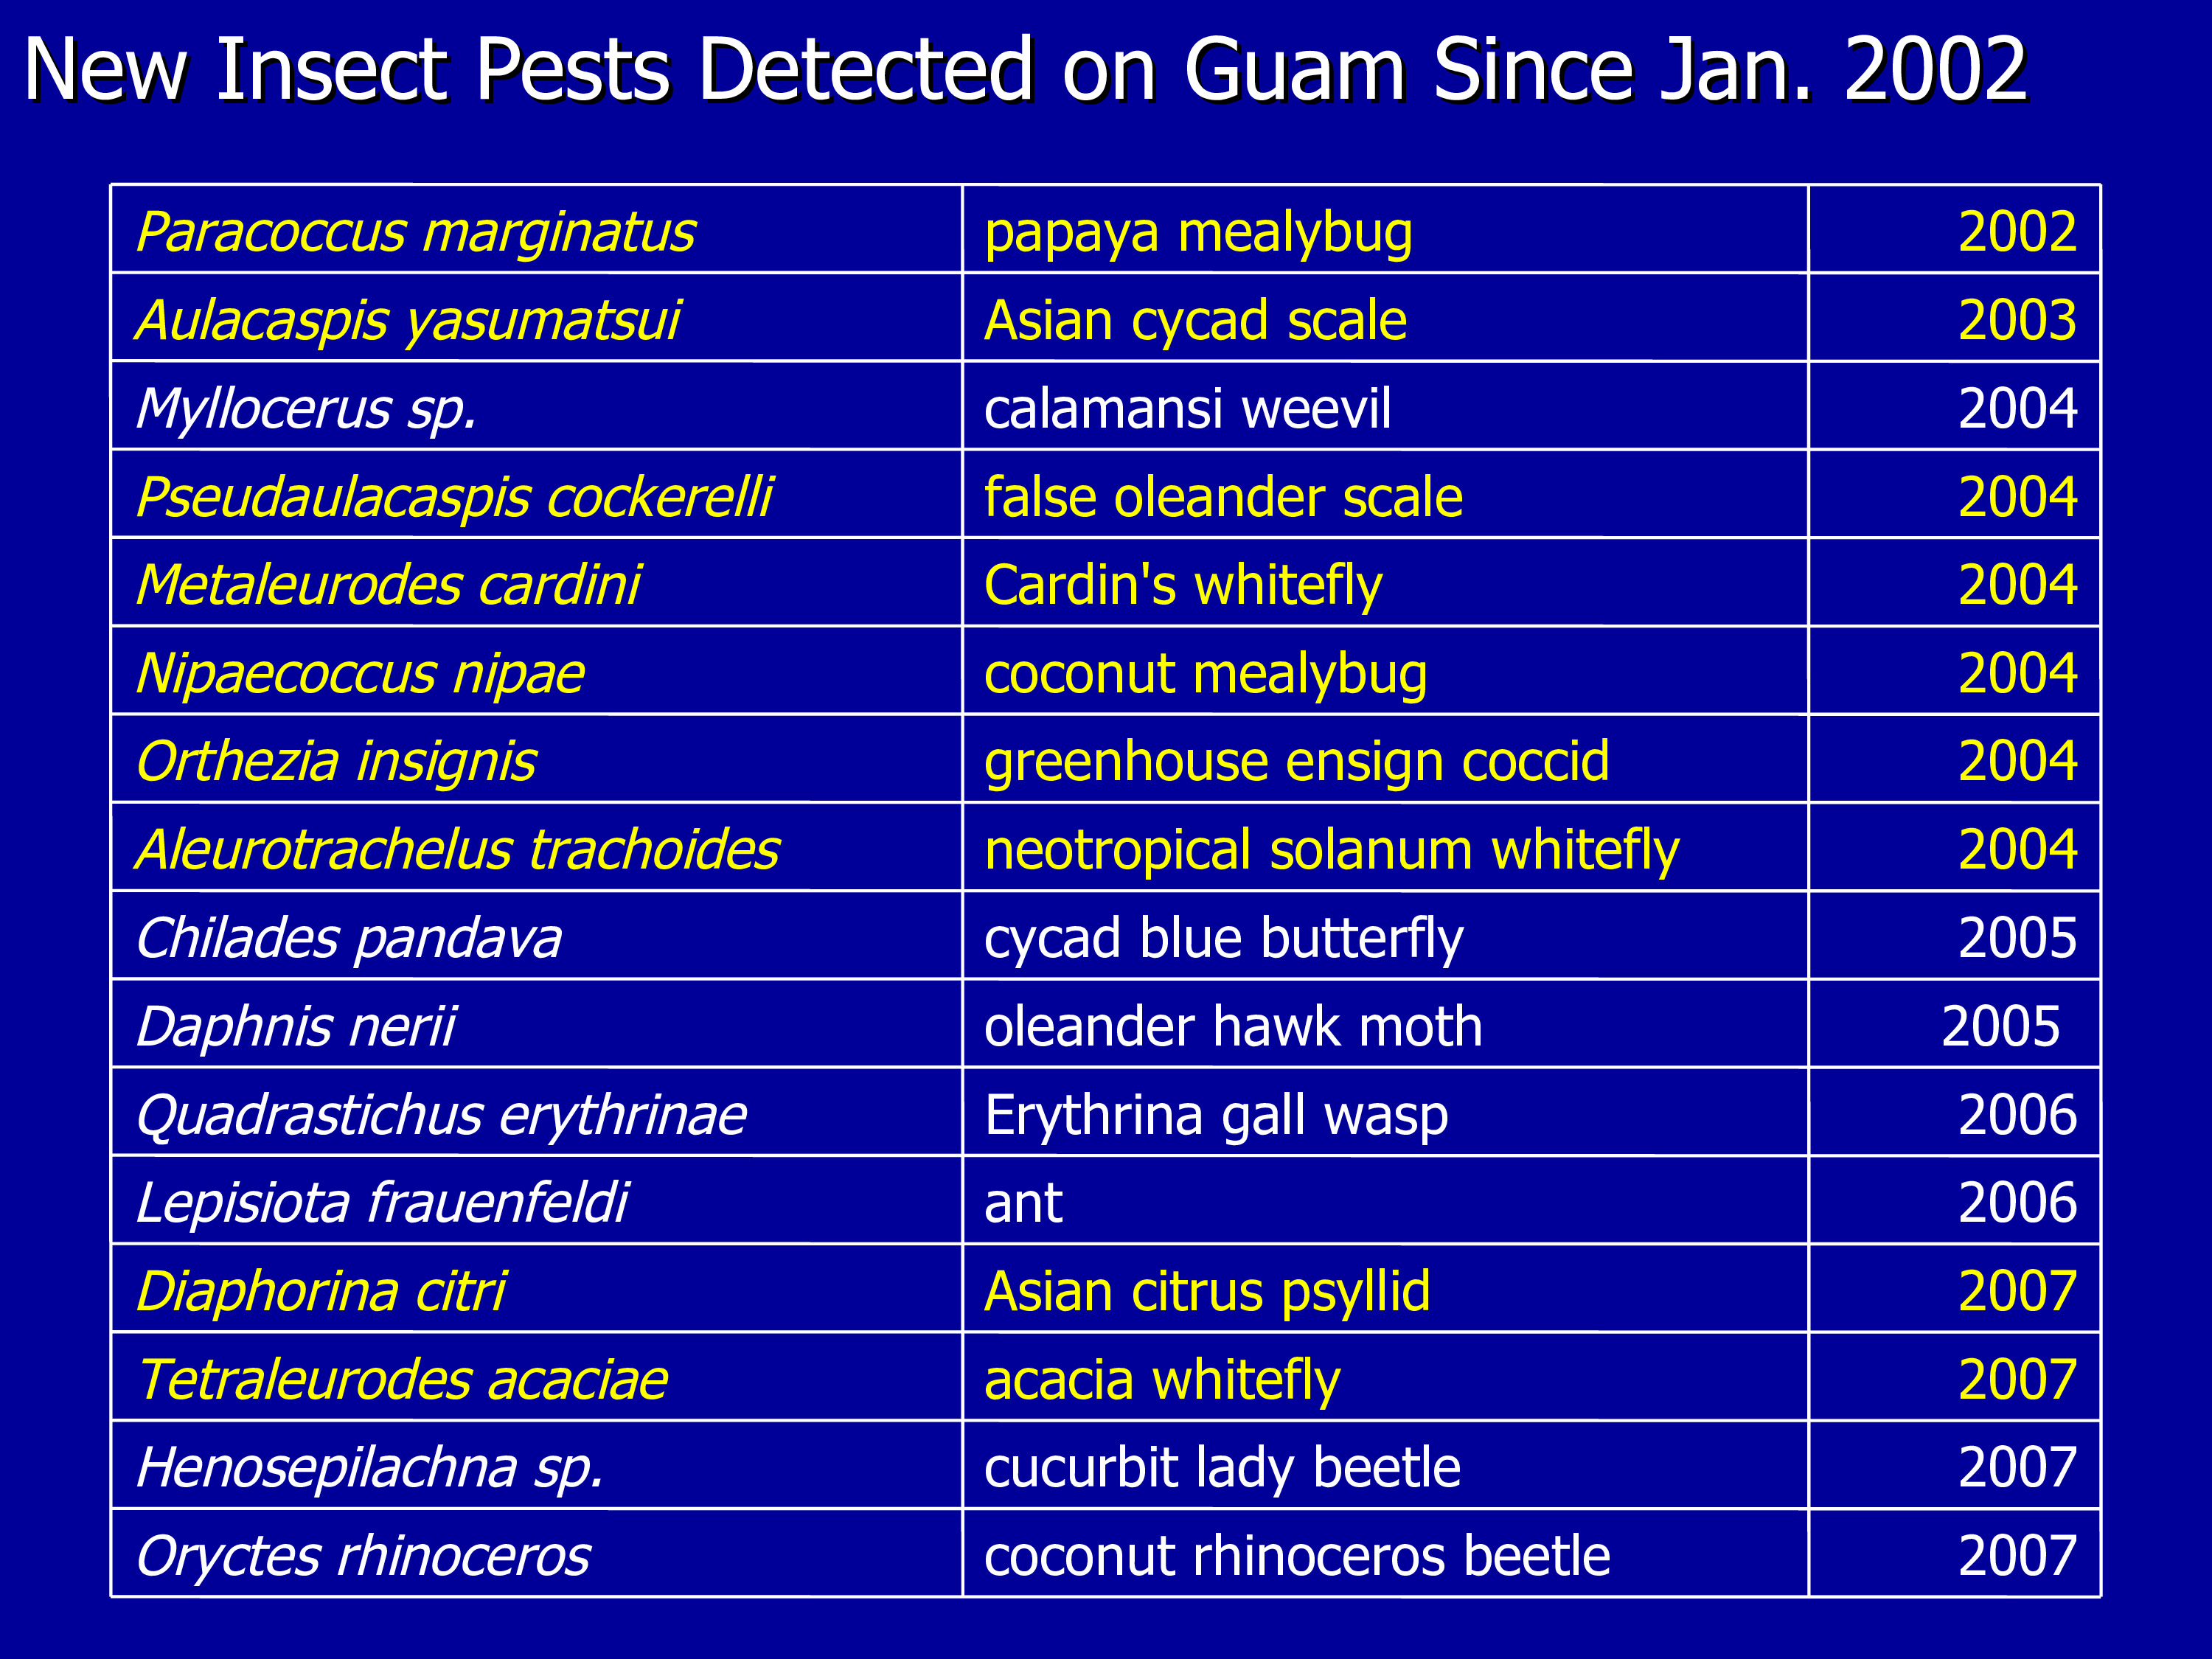 New Insect Pests Detected on Guam Since Jan. 2002
Paracoccus marginatus papaya mealybug 2002
Aulacaspis yasumatsui Asian cycad scale 2003
Myllocerus sp. calamansi weevil 2004
Pseudaulacaspis cockerelli false oleander scale 2004
Metaleurodes cardini Cardin's whitefly 2004
Nipaecoccus nipae coconut mealybug 2004
Orthezia insignis greenhouse ensign coccid 2004
Aleurotrachelus trachoides neotropical solanum whitefly 2004
Chilades pandava cycad blue butterfly 2005
Daphnis nerii oleander hawk moth 2005
Quadrastichus erythrinae Erythrina gall wasp 2006
Lepisiota frauenfeldi ant 2006
Diaphorina citri Asian citrus psyllid 2007
Tetraleurodes acaciae acacia whitefly 2007
Henosepilachna sp. cucurbit lady beetle 2007
Oryctes rhinoceros coconut rhinoceros beetle 2007